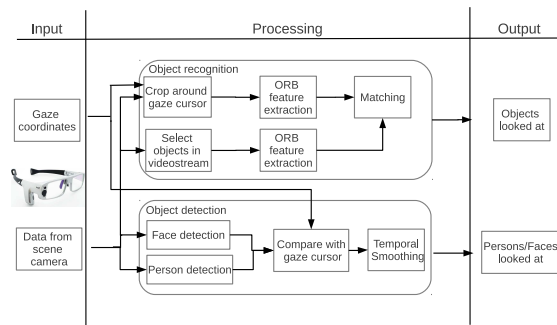 Input
Processing
Output
Object recognition
Crop around
gaze cursor
ORB
feature
extraction
Matching
Select
objects in
videostream
ORB
feature
extraction
Gaze
coordinates
Objects
looked at
Object detection
Face detection
Person detection
Compare with
gaze cursor
Temporal
Smoothing
Data from
scene
camera
Persons/Faces
looked at